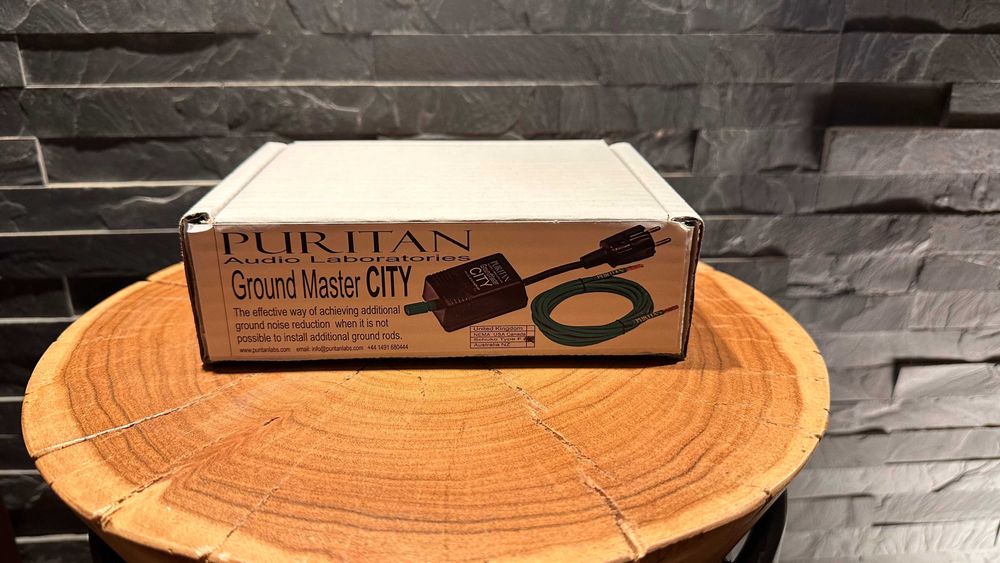 PURITAN
Audio Laboratories
Ground Master CITY
The effective way of achieving additional
ground noise reduction when it is not
possible to install additional ground rods.
www.puritanlabs.com email: info@puritanlabs.com +44 1491 680444
PURITAN
CITY
PURITAN
PURITAN
United Kingdom
NEMA USA Canada
Schuko Type F
Australia NZ